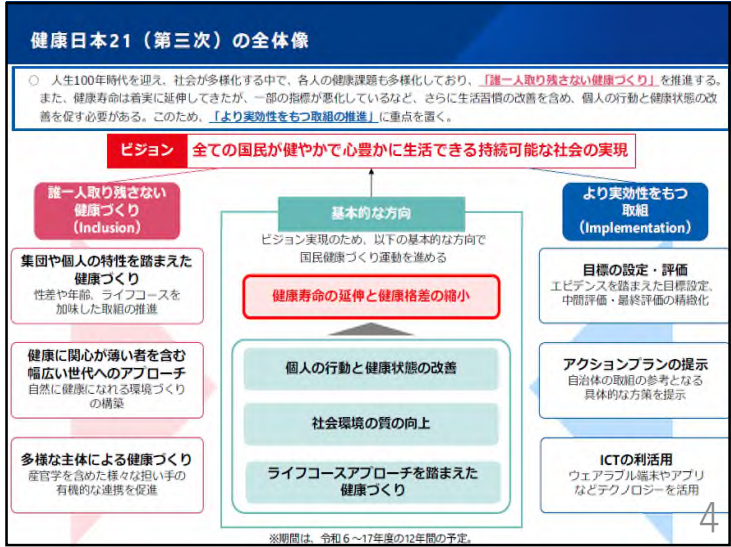 健康日本21（第三次）の全体像
○　人生100年時代を迎え、社会が多様化する中で、各人の健康課題も多様化しており、「誰一人取り残さない健康づくり」を推進する。
また、健康寿命は着実に延伸してきたが、一部の指標が悪化しているなど、さらに生活習慣の改善を含め、個人の行動と健康状態の改
善を促す必要がある。このため、「より実効性をもつ取組の推進」に重点を置く。
ビジョン　全ての国民が健やかで心豊かに生活できる持続可能な社会の実現
誰一人取り残さない
健康づくり
（Inclusion）
集団や個人の特性を踏まえた
健康づくり
性差や年齢、ライフコースを
加味した取組の推進
健康に関心が薄い者を含む
幅広い世代へのアプローチ
自然に健康になれる環境づくり
の構築
多様な主体による健康づくり
産官学を含めた様々な担い手の
有機的な連携を促進
基本的な方向
ビジョン実現のため、以下の基本的な方向で
国民健康づくり運動を進める
健康寿命の延伸と健康格差の縮小
個人の行動と健康状態の改善
社会環境の質の向上
ライフコースアプローチを踏まえた
健康づくり
より実効性をもつ
取組
（Implementation）
目標の設定・評価
エビデンスを踏まえた目標設定、
中間評価・最終評価の精緻化
アクションプランの提示
自治体の取組の参考となる
具体的な方策を提示
ICTの利活用
ウェアラブル端末やアプリ
などテクノロジーを活用
※期間は、令和６～17年度の12年間の予定。
4